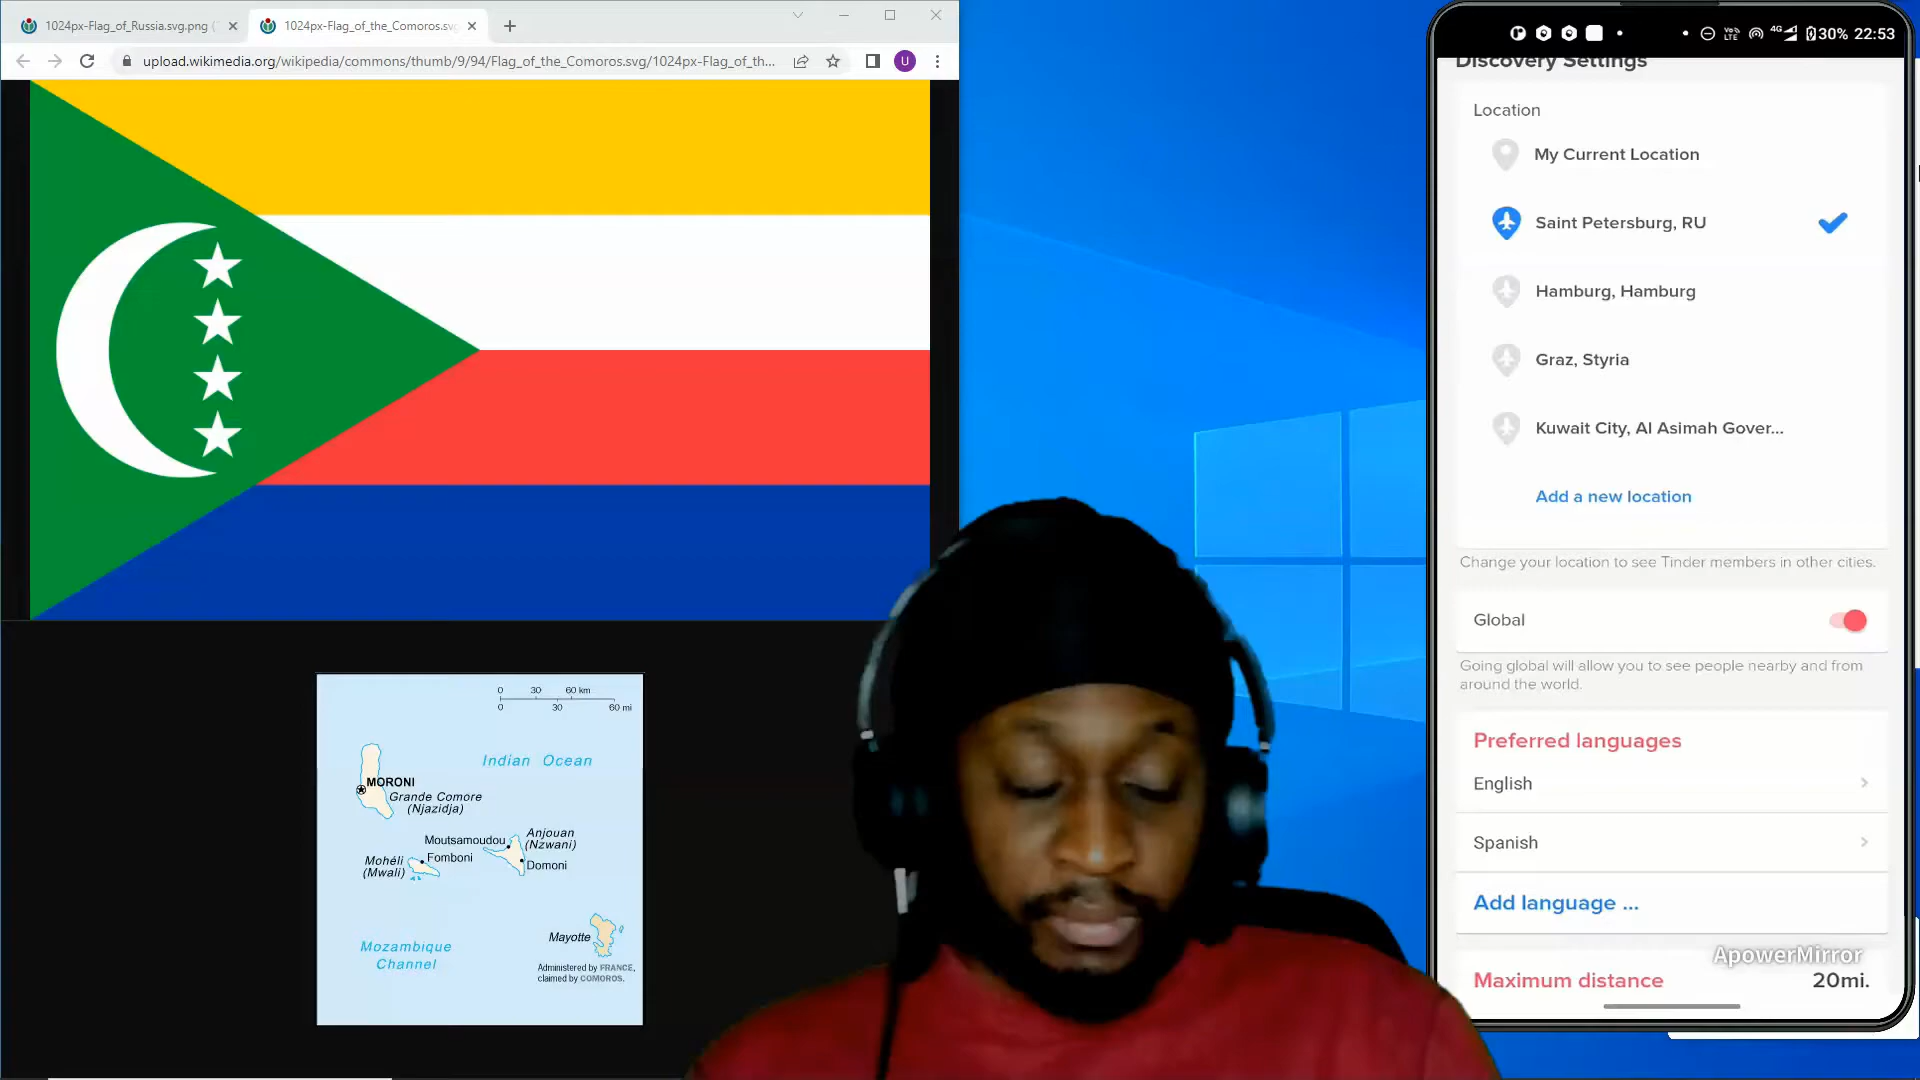 1024px-Flag_of_Russia.svg.png (
1024px-Flag_of_the_Comoros.svg
upload.wikimedia.org/wikipedia/commons/thumb/9/94/Flag_of_the_Comoros.svg/1024px-Flag_of_th...
U
0 30 60 km
0 30 60 mi
Indian Ocean
MORONI
Grande Comore
(Njazidja)
Anjouan
(Nzwani)
Moutsamoudou
Domoni
Mohéli
(Mwali)
Fomboni
Mayotte
Administered by FRANCE,
claimed by COMOROS.
Mozambique
Channel
VoD
LTE
4G
30% 22:53
Discovery Settings
Location
My Current Location
Saint Petersburg, RU
Hamburg, Hamburg
Graz, Styria
Kuwait City, Al Asimah Gover...
Add a new location
Change your location to see Tinder members in other cities.
Global
Going global will allow you to see people nearby and from
around the world.
Preferred languages
English
Spanish
Add language ...
ApowerMirror
Maximum distance 20mi.